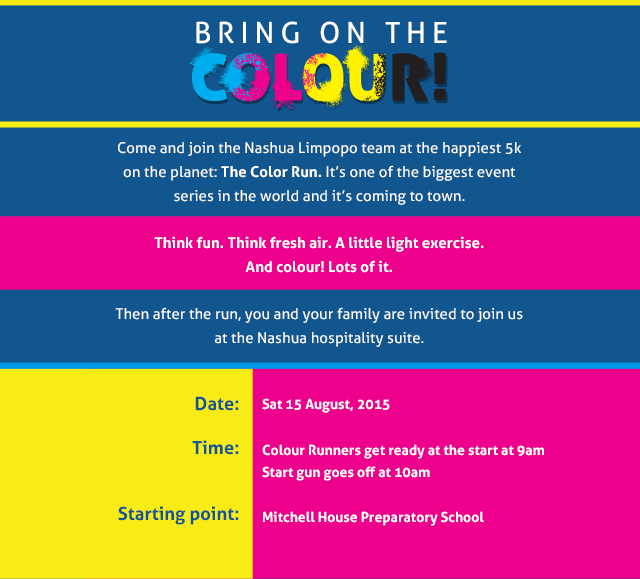 BRING ON THE
COLOUR!
Come and join the Nashua Limpopo team at the happiest 5k
on the planet: The Color Run. It's one of the biggest event
series in the world and it's coming to town.
Think fun. Think fresh air. A little light exercise.
And colour! Lots of it.
Then after the run, you and your family are invited to join us
at the Nashua hospitality suite.
Date: Sat 15 August, 2015
Time: Colour Runners get ready at the start at 9am
Start gun goes off at 10am
Starting point: Mitchell House Preparatory School